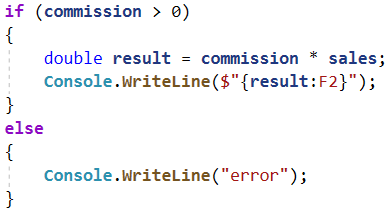 if (commission > 0)
{
    double result = commission * sales;
    Console.WriteLine($"{result:F2}");
}
else
{
    Console.WriteLine("error");
}